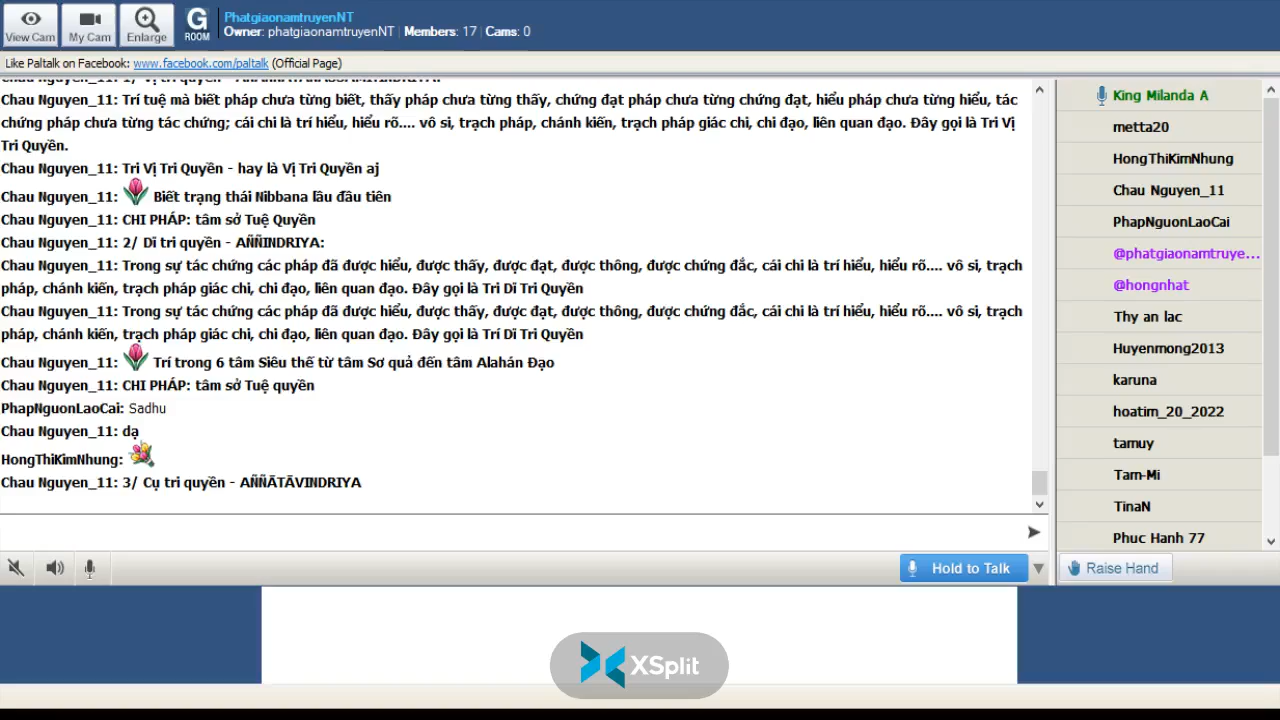 PhatgiaonamtruyenNT
Owner: phatgiaonamtruyenNT | Members: 17 | Cams: 0
View Cam
My Cam
Enlarge
G ROOM
Like Paltalk on Facebook: www.facebook.com/paltalk (Official Page)
Chau Nguyen_11: Trí tuệ mà biết pháp chưa từng biết, thấy pháp chưa từng thấy, chứng đạt pháp chưa từng chứng đạt, hiểu pháp chưa từng hiểu, tác
chứng pháp chưa từng tác chứng; cái chi là trí hiểu, hiểu rõ.... vô si, trạch pháp, chánh kiến, trạch pháp giác chi, chi đạo, liên quan đạo. Đây gọi là Tri Vị
Tri Quyền.
Chau Nguyen_11: Tri Vị Tri Quyền - hay là Vị Tri Quyền aj
Chau Nguyen_11: Biết trạng thái Nibbana lầu đầu tiên
Chau Nguyen_11: CHI PHÁP: tâm sở Tuệ Quyền
Chau Nguyen_11: 2/ Dĩ tri quyền - AÑÑINDRIYA:
Chau Nguyen_11: Trong sự tác chứng các pháp đã được hiểu, được thấy, được đạt, được thông, được chứng đắc, cái chi là trí hiểu, hiểu rõ.... vô si, trạch
pháp, chánh kiến, trạch pháp giác chi, chi đạo, liên quan đạo. Đây gọi là Tri Dĩ Tri Quyền
Chau Nguyen_11: Trong sự tác chứng các pháp đã được hiểu, được thấy, được đạt, được thông, được chứng đắc, cái chi là trí hiểu, hiểu rõ.... vô si, trạch
pháp, chánh kiến, trạch pháp giác chi, chi đạo, liên quan đạo. Đây gọi là Trí Dĩ Tri Quyền
Chau Nguyen_11: Trí trong 6 tâm Siêu thế từ tâm Sơ quả đến tâm Alahán Đạo
Chau Nguyen_11: CHI PHÁP: tâm sở Tuệ quyền
PhapNguonLaoCai: Sadhu
Chau Nguyen_11: dạ
HongThiKimNhung:
Chau Nguyen_11: 3/ Cụ tri quyền - AÑÑĀTĀVINDRIYA
King Milanda A
metta20
HongThiKimNhung
Chau Nguyen_11
PhapNguonLaoCai
@phatgiaonamtruye...
@hongnhat
Thy an lac
Huyenmong2013
karuna
hoatim_20_2022
tamuy
Tam-Mi
TinaN
Phuc Hanh 77
Hold to Talk
Raise Hand
XSplit